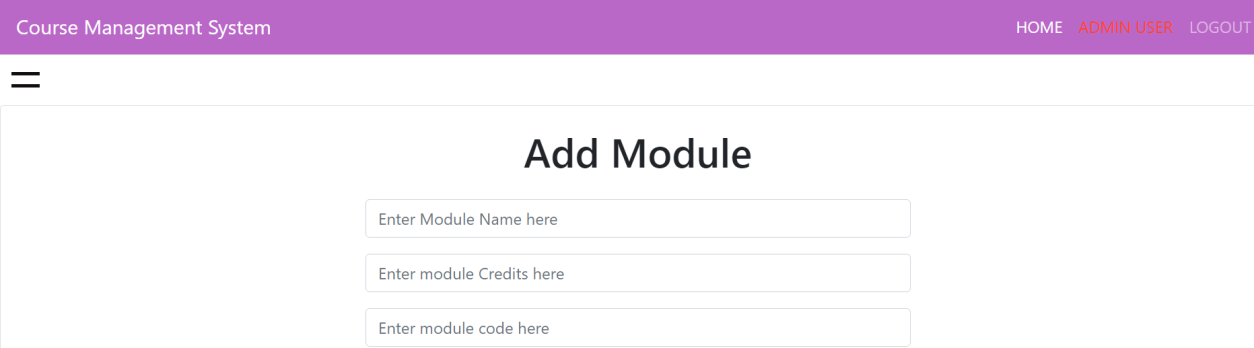 Course Management System HOME ADMIN USER LOGOUT
Add Module
Enter Module Name here
Enter module Credits here
Enter module code here